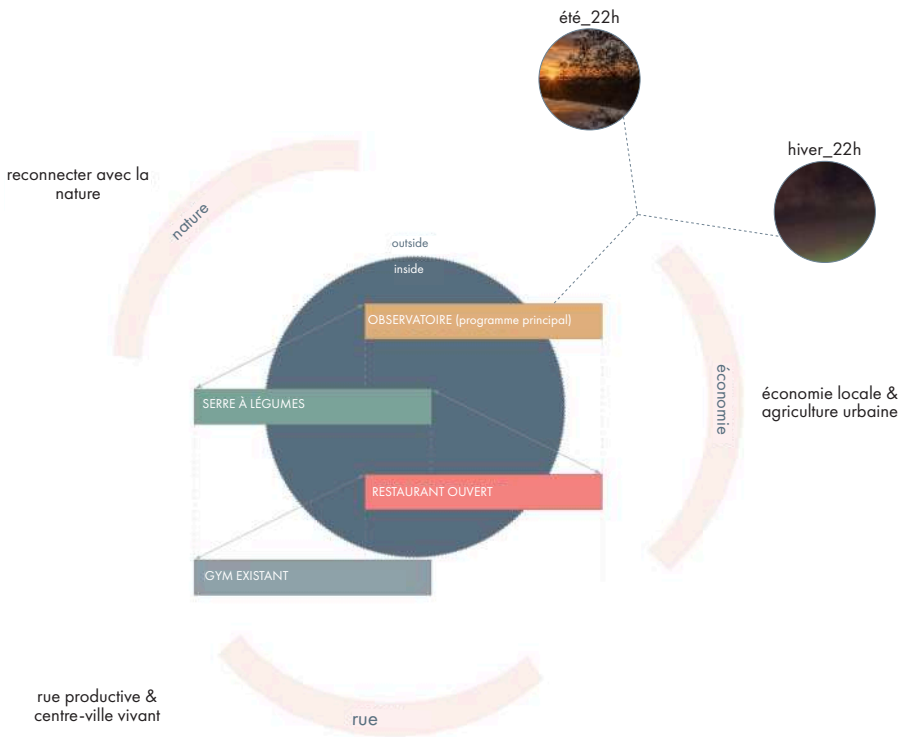 été_22h
hiver_22h
reconnecter avec la
nature
nature
outside
inside
OBSERVATOIRE (programme principal)
économie
économie locale &
agriculture urbaine
SERRE À LÉGUMES
RESTAURANT OUVERT
GYM EXISTANT
rue productive &
centre-ville vivant
rue